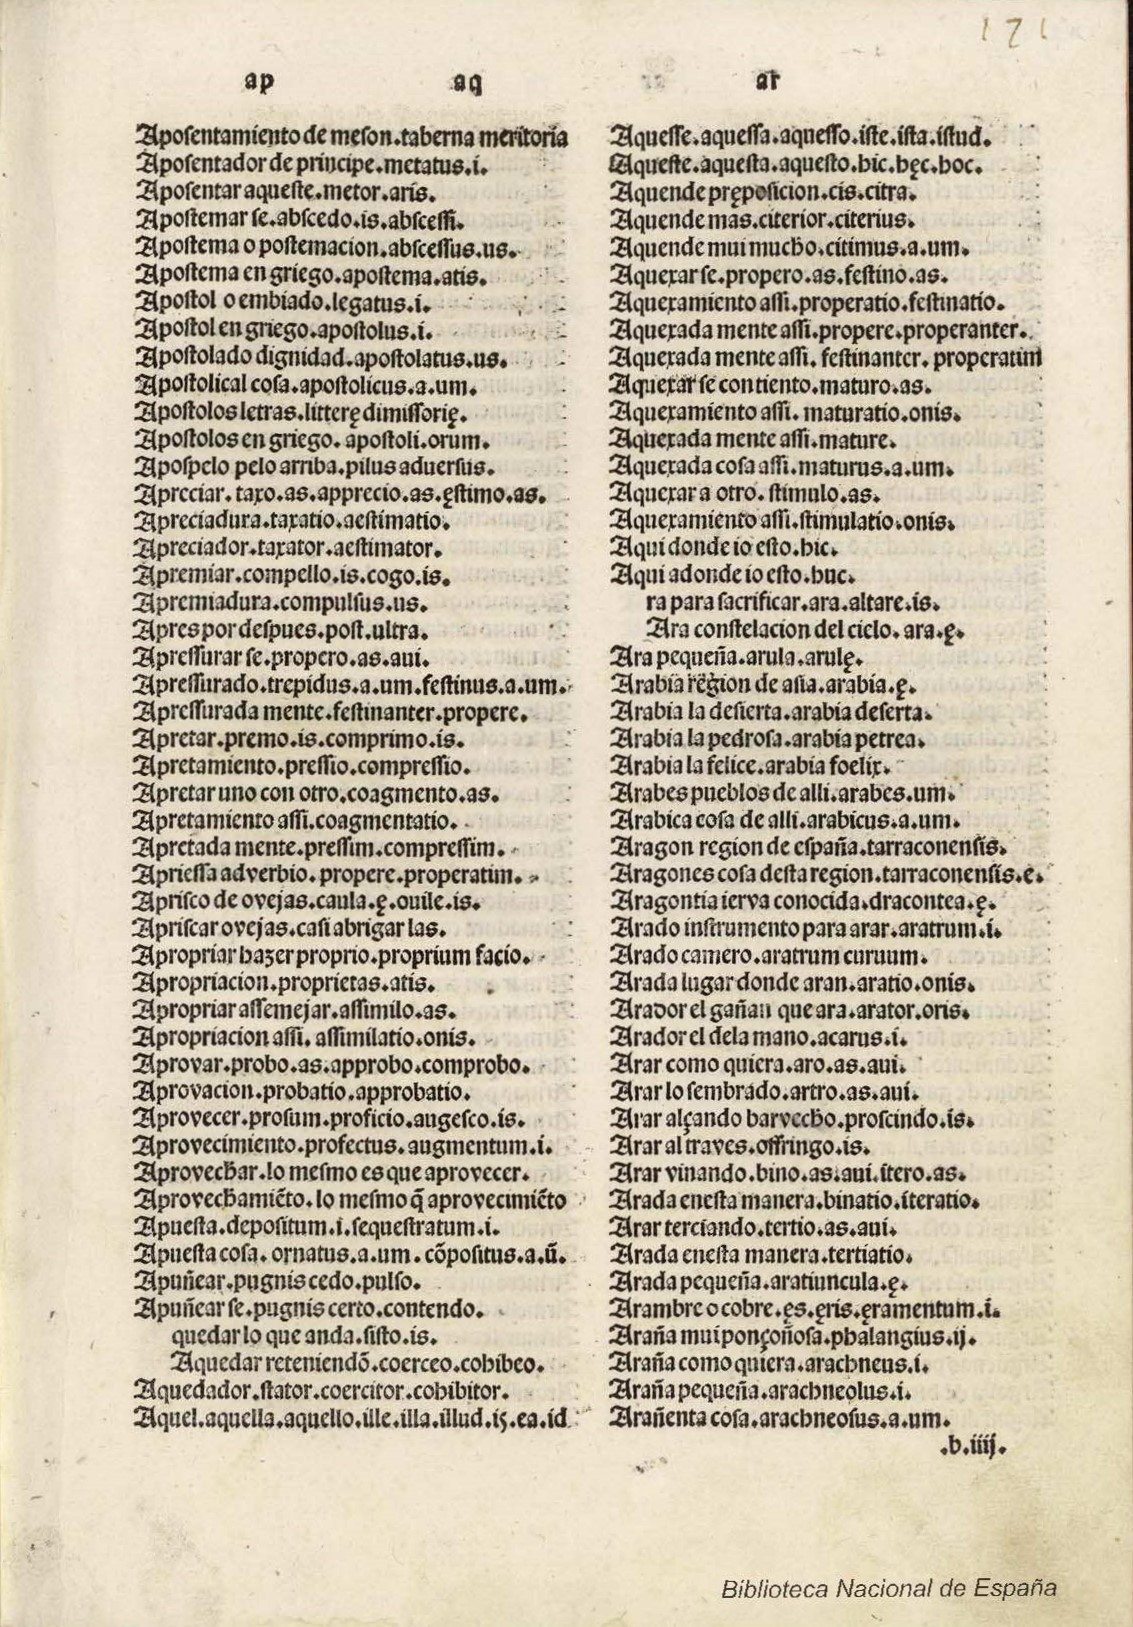 171
ap
aq
ar
Aposentamiento de meson.taberna meritoria
Aposentador de principe.metatus.i.
Aposentar aqueste.metor.aris.
Apostemar se.abscedo.is.abscessi.
Apostema o postemacion.abscessus.us.
Apostema en griego.apostema.atis.
Apostol o embiado.legatus.i.
Apostol en griego.apostolus.i.
Apostolado dignidad.apostolatus.us.
Apostolical cosa.apostolicus.a.um.
Apostolos letras.litterę dimissorię.
Apostolos en griego.apostoli.orum.
Apospelo pelo arriba.pilus aduersus.
Apreciar.taxo.as.apprecio.as.ęstimo.as.
Apreciadura.taxatio.aestimatio.
Apreciador.taxator.aestimator.
Apremiar.compello.is.cogo.is.
Apremiadura.compulsus.us.
Apres por despues.post.ultra.
Apressurar se.propero.as.aui.
Apressurado.trepidus.a.um.festinus.a.um.
Apressurada mente.festinanter.propere.
Apretar.premo.is.comprimo.is.
Apretamiento.pressio.compressio.
Apretar uno con otro.coagmento.as.
Apretamiento assi.coagmentatio.
Apretada mente.pressim.compressim.
Apriessa adverbio.propere.properatim.
Aprisco de ovejas.caula.ę.ouile.is.
Apriscar ovejas.casi abrigar las.
Apropriar hazer proprio.proprium facio.
Apropriacion.proprietas.atis.
Apropriar assemejar.assimilo.as.
Apropriacion assi.assimilatio.onis.
Aprovar.probo.as.approbo.comprobo.
Aprovacion.probatio.approbatio.
Aprovecer.prosum.proficio.augesco.is.
Aprovecimiento.profectus.augmentum.i.
Aprovechar.lo mesmo es que aprovecer.
Aprovechamiẽto.lo mesmo q̃ aprovecimiẽto
Apuesta.depositum.i.sequestratum.i.
Apuesta cosa.ornatus.a.um.cõpositus.a.ũ.
Apuñear.pugnis cedo.pulso.
Apuñear se.pugnis certo.contendo.
quedar lo que anda.sisto.is.
Aquedar reteniendõ.coerceo.cohibeo.
Aquedador.stator.coercitor.cohibitor.
Aquel.aquella.aquello.ille.illa.illud.is.ea.id
Aquesse.aquessa.aquesso.iste.ista.istud.
Aqueste.aquesta.aquesto.hic.hęc.hoc.
Aquende pręposicion.cis.citra.
Aquende mas.citerior.citerius.
Aquende mui mucho.citimus.a.um.
Aquexar se.propero.as.festino.as.
Aquexamiento assi.properatio.festinatio.
Aquexada mente assi.propere.properanter.
Aquexada mente assi.festinanter.properatim
Aquexar se con tiento.maturo.as.
Aquexamiento assi.maturatio.onis.
Aquexada mente assi.mature.
Aquexada cosa assi.maturus.a.um.
Aquexar a otro.stimulo.as.
Aquexamiento assi.stimulatio.onis.
Aqui donde io esto.hic.
Aqui adonde io esto.huc.
ra para sacrificar.ara.altare.is.
Ara constelacion del cielo.ara.ę.
Ara pequeña.arula.arulę.
Arabia region de asia.arabia.ę.
Arabia la desierta.arabia deserta.
Arabia la pedrosa.arabia petrea.
Arabia la felice.arabia foelix.
Arabes pueblos de alli.arabes.um.
Arabica cosa de alli.arabicus.a.um.
Aragon region de españa.tarraconensis.
Aragones cosa desta region.tarraconensis.e.
Aragontia ierva conocida.dracontea.ę.
Arado instrumento para arar.aratrum.i.
Arado camero.aratrum curuum.
Arada lugar donde aran.aratio.onis.
Arador el gañan que ara.arator.oris.
Arador el dela mano.acarus.i.
Arar como quiera.aro.as.aui.
Arar lo sembrado.artro.as.aui.
Arar alçando barvecho.proscindo.is.
Arar al traves.offringo.is.
Arar vinando.bino.as.aui.itero.as.
Arada enesta manera.binatio.iteratio.
Arar terciando.tertio.as.aui.
Arada enesta manera.tertiatio.
Arada pequeña.aratiuncula.ę.
Arambre o cobre.ęs.ęris.ęramentum.i.
Araña mui ponçoñosa.phalangius.ij.
Araña como quiera.arachneus.i.
Araña pequeña.arachneolus.i.
Arañenta cosa.arachneosus.a.um.
.b.iiij.
Biblioteca Nacional de España